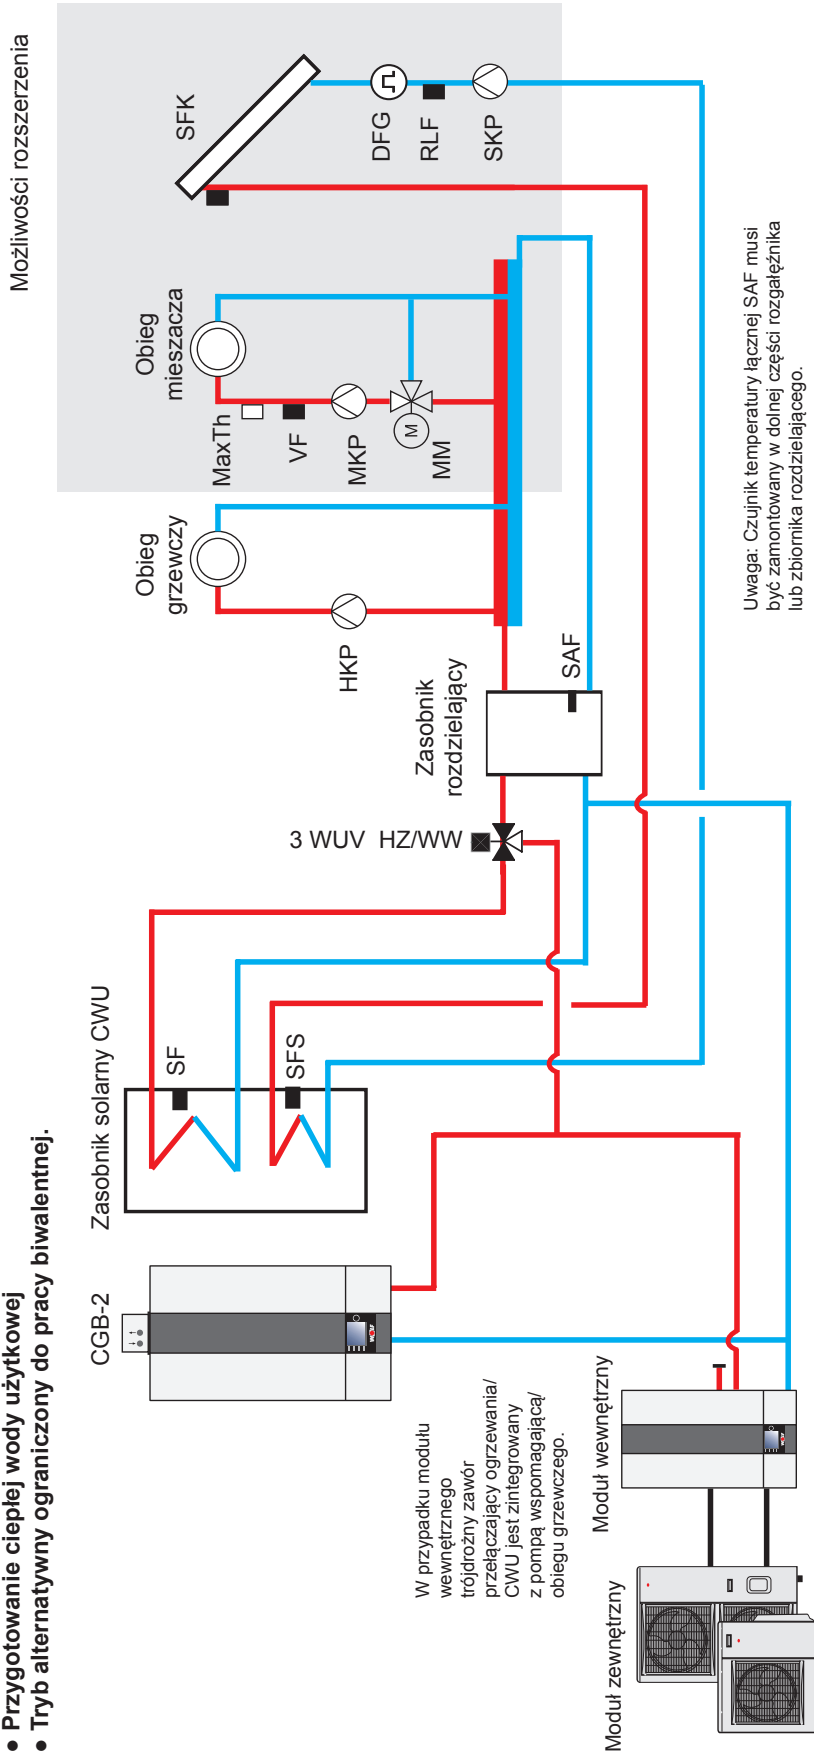 ● Przygotowanie ciepłej wody użytkowej
● Tryb alternatywny ograniczony do pracy biwalentnej.
Możliwości rozszerzenia
CGB-2
Zasobnik solarny CWU
SF
SFS
3 WUV HZ/WW
Zasobnik
rozdzielający
SAF
Obieg
grzewczy
HKP
Obieg
mieszacza
MaxTh
VF
MKP
M
MM
SFK
DFG
RLF
SKP
W przypadku modułu
wewnętrznego
trójdrożny zawór
przełączający ogrzewania/
CWU jest zintegrowany
z pompą wspomagającą/
obiegu grzewczego.
Moduł zewnętrzny
Moduł wewnętrzny
Uwaga: Czujnik temperatury łącznej SAF musi
być zamontowany w dolnej części rozgałęźnika
lub zbiornika rozdzielającego.
WOLF